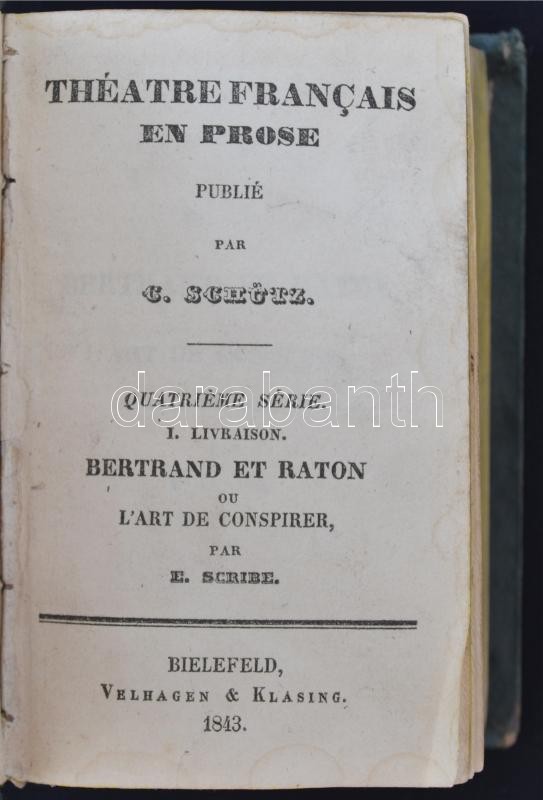 THÉATRE FRANÇAIS
EN PROSE
PUBLIÉ
PAR
C. SCHÜTZ.
QUATRIÈME SÉRIE.
darabanth
I. LIVRAISON.
BERTRAND ET RATON
OU
L'ART DE CONSPIRER,
PAR
E. SCRIBE.
BIELEFELD,
VELHAGEN & KLASING.
1843.